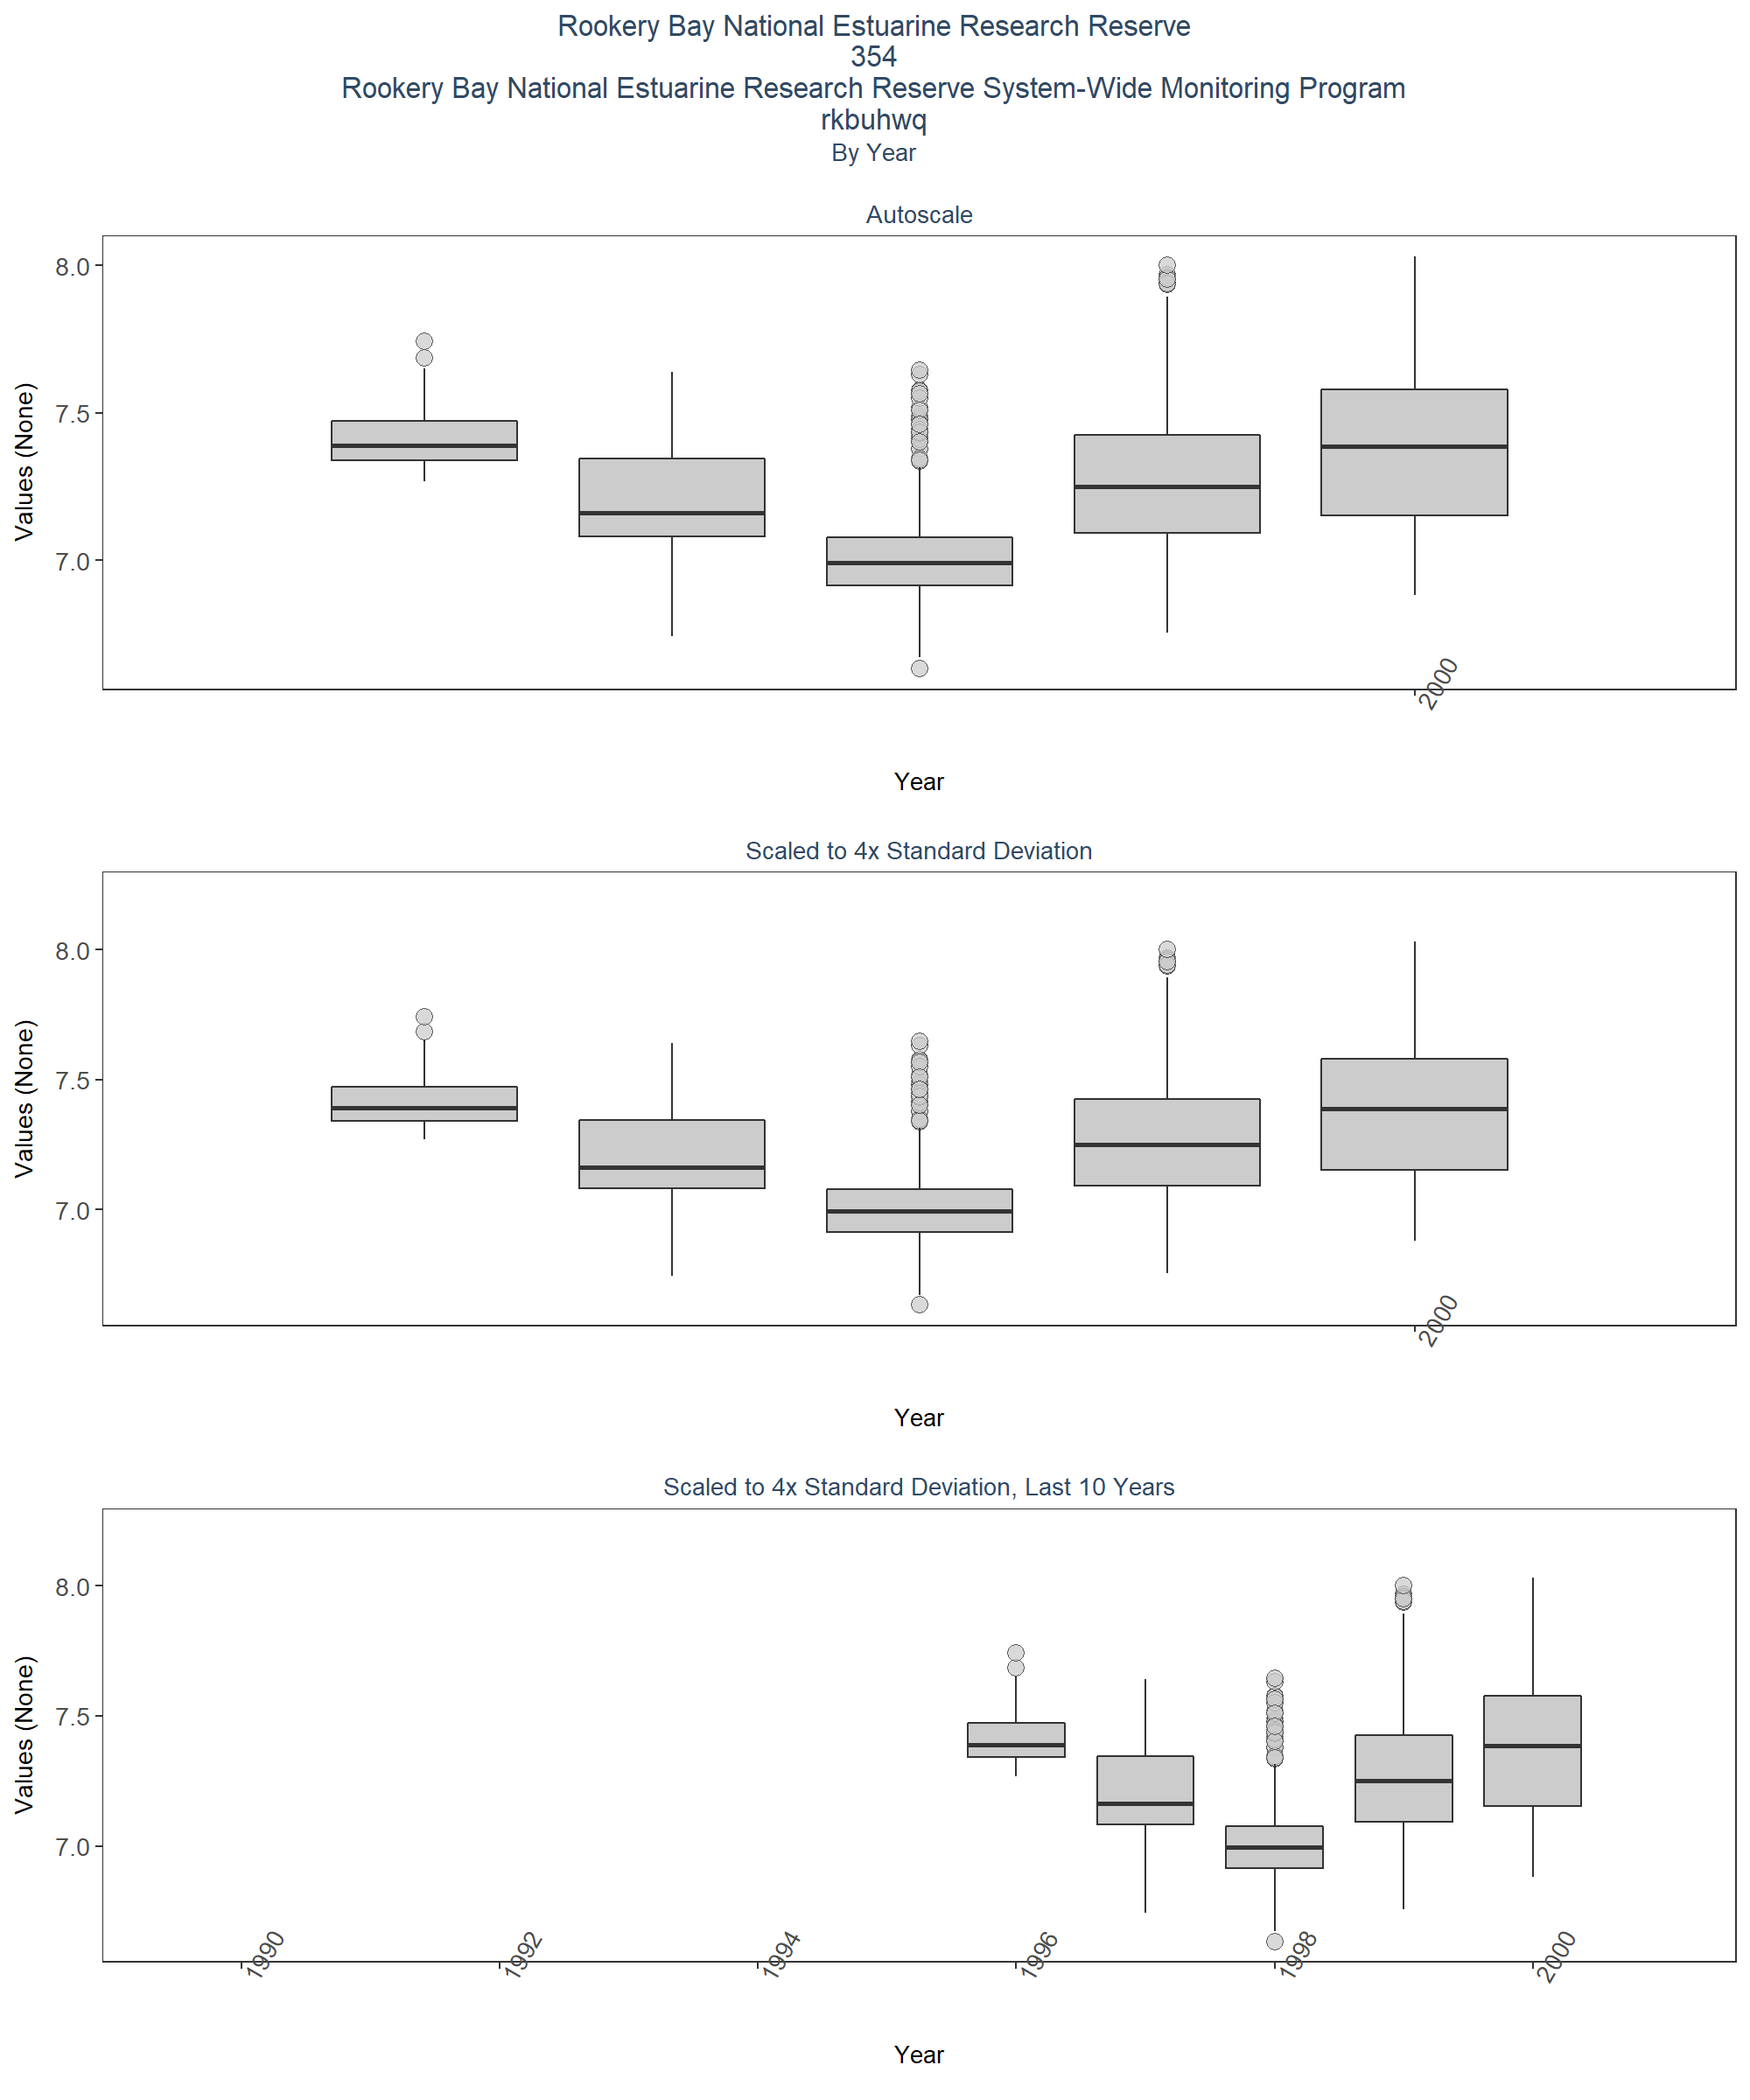 Rookery Bay National Estuarine Research Reserve
354
Rookery Bay National Estuarine Research Reserve System-Wide Monitoring Program
rkbuhwq
By Year
Autoscale
Values (None)
8.0
7.5
7.0
2000
Year
Scaled to 4x Standard Deviation
Values (None)
8.0
7.5
7.0
2000
Year
Scaled to 4x Standard Deviation, Last 10 Years
Values (None)
8.0
7.5
7.0
1990 1992 1994 1996 1998 2000
Year